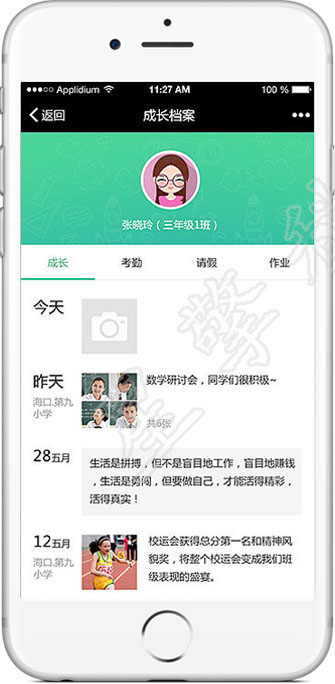 Applidium 11:27 AM 100 %
返回 成长档案
张晓玲（三年级1班）
成长 考勤 请假 作业
今天
昨天
海口.第九
小学
数学研讨会，同学们很积极~
共6张
28五月
生活是拼搏，但不是盲目地工作，盲目地赚钱
，生活是勇闯，但要做自己，才能活得精彩，
活得真实！
12五月
海口.第九
小学
校运会获得总分第一名和精神风
貌奖，将整个校运会变成我们班
级表现的盛宴。